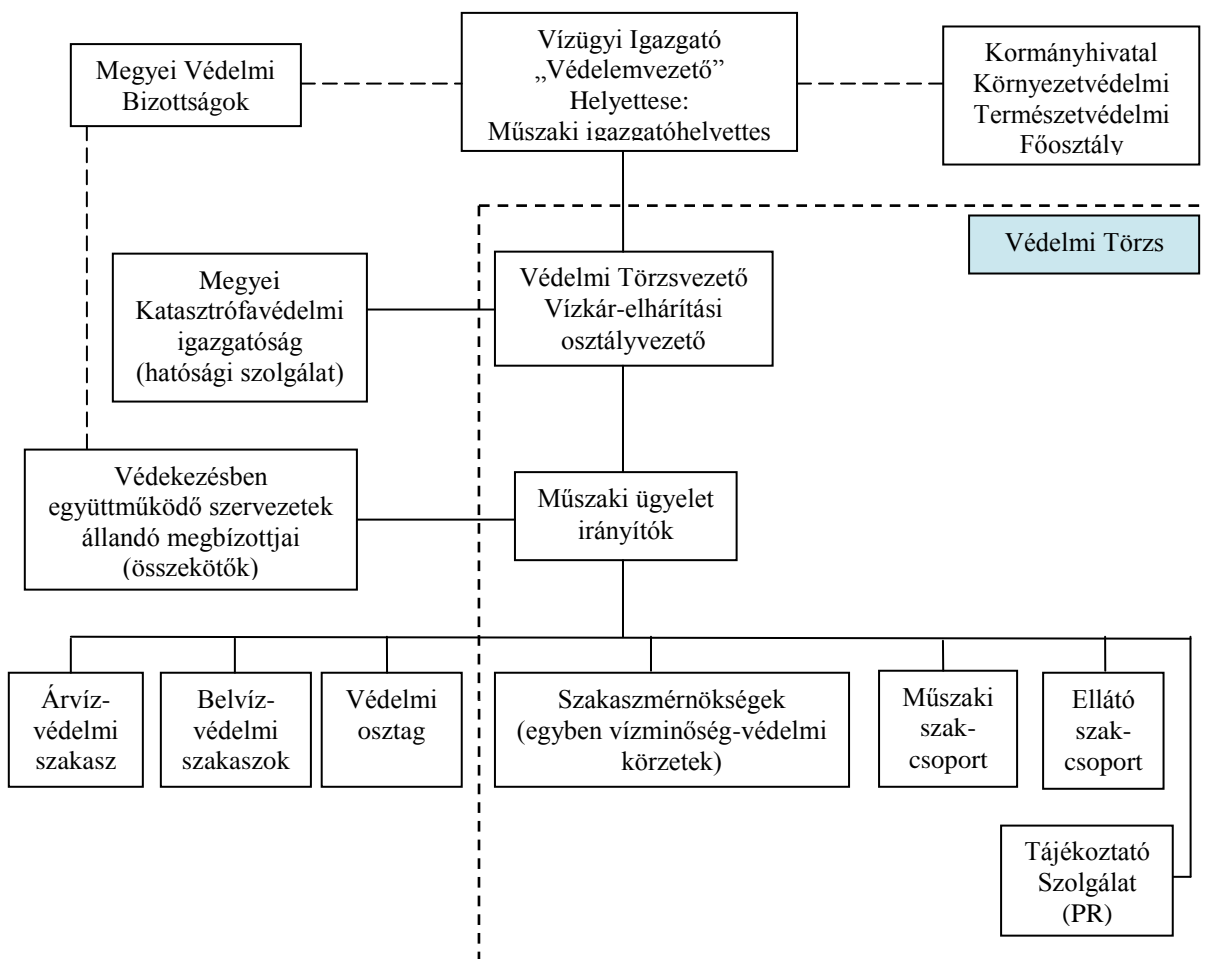 Megyei Védelmi
Bizottságok
Vízügyi Igazgató
„Védelemvezető”
Helyettese:
Műszaki igazgatóhelyettes
Kormányhivatal
Környezetvédelmi
Természetvédelmi
Főosztály
Védelmi Törzs
Megyei
Katasztrófavédelmi
igazgatóság
(hatósági szolgálat)
Védelmi Törzsvezető
Vízkár-elhárítási
osztályvezető
Védekezésben
együttműködő szervezetek
állandó megbízottjai
(összekötők)
Műszaki ügyelet
irányítók
Árvíz-
védelmi
szakasz
Belvíz-
védelmi
szakaszok
Védelmi
osztag
Szakaszmérnökségek
(egyben vízminőség-védelmi
körzetek)
Műszaki
szak-
csoport
Ellátó
szak-
csoport
Tájékoztató
Szolgálat
(PR)